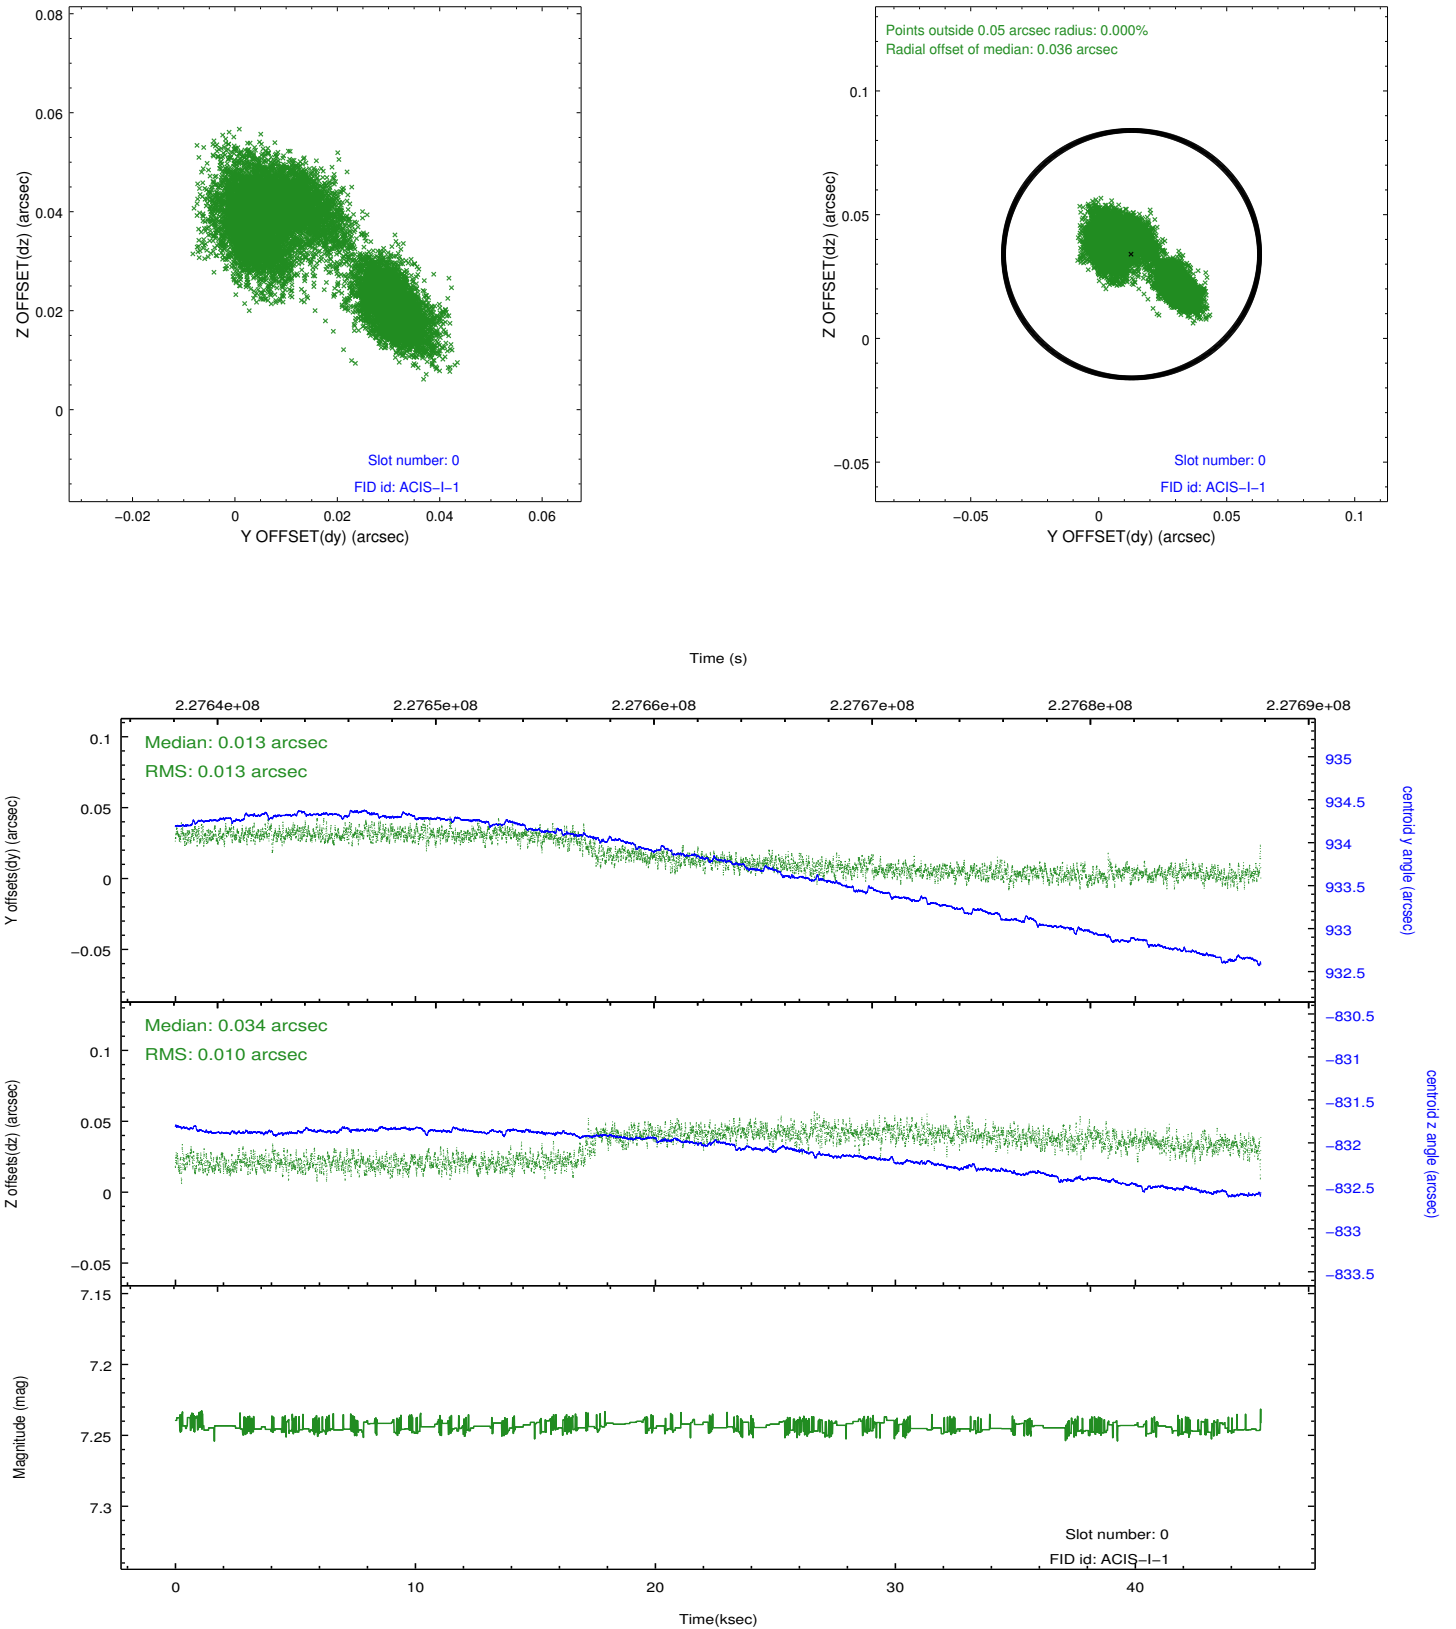 0.08
0.06
0.04
0.02
0
Z OFFSET(dz) (arcsec)
Slot number: 0
FID id: ACIS−I−1
−0.02 0 0.02 0.04 0.06
Y OFFSET(dy) (arcsec)
Points outside 0.05 arcsec radius: 0.000%
Radial offset of median: 0.036 arcsec
0.1
0.05
0
−0.05
Z OFFSET(dz) (arcsec)
Slot number: 0
FID id: ACIS−I−1
−0.05 0 0.05 0.1
Y OFFSET(dy) (arcsec)
Time (s)
2.2764e+08 2.2765e+08 2.2766e+08 2.2767e+08 2.2768e+08 2.2769e+08
Median: 0.013 arcsec
RMS: 0.013 arcsec
0.1
0.05
0
−0.05
Y offsets(dy) (arcsec)
935
934.5
934
933.5
933
932.5
centroid y angle (arcsec)
Median: 0.034 arcsec
RMS: 0.010 arcsec
0.1
0.05
0
−0.05
Z offsets(dz) (arcsec)
−830.5
−831
−831.5
−832
−832.5
−833
−833.5
centroid z angle (arcsec)
7.15
7.2
7.25
7.3
Magnitude (mag)
Slot number: 0
FID id: ACIS−I−1
0 10 20 30 40
Time(ksec)